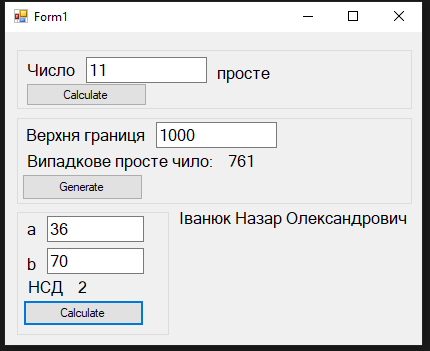 Form1
Число 11 просте
Calculate
Верхня границя 1000
Випадкове просте чило: 761
Generate
Іванюк Назар Олександрович
a 36
b 70
НСД 2
Calculate